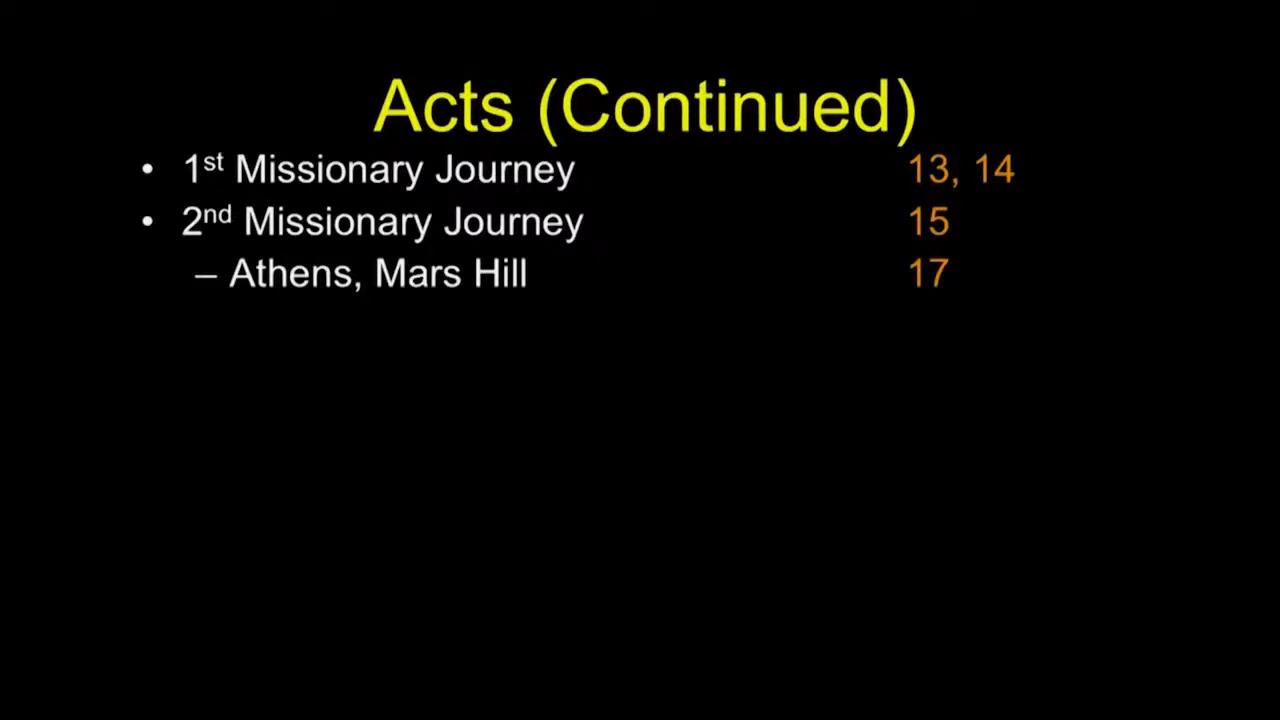 Acts (Continued)
• 1st Missionary Journey 13, 14
• 2nd Missionary Journey 15
– Athens, Mars Hill 17